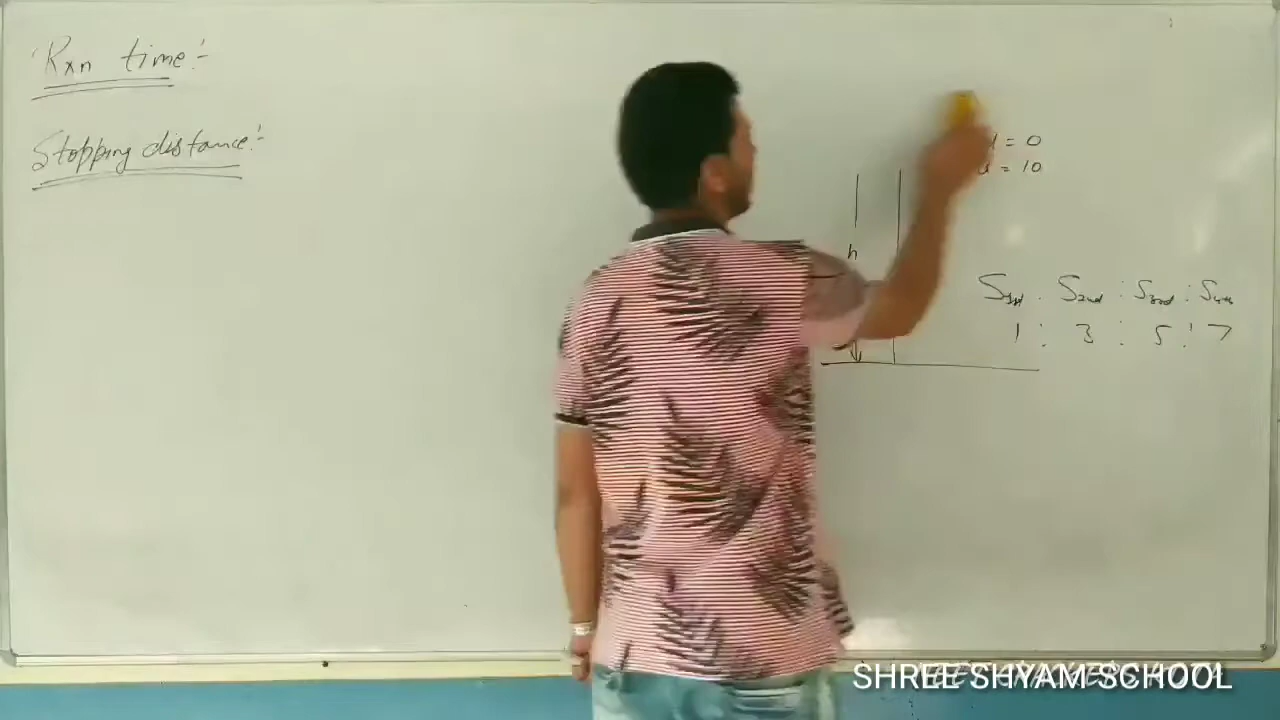 Rxn time:-
Stopping distance:-
u = 0
a = 10
h
S1st : S2nd : S3rd : S4th
1 : 3 : 5 : 7
SHREE SHYAM SCHOOL